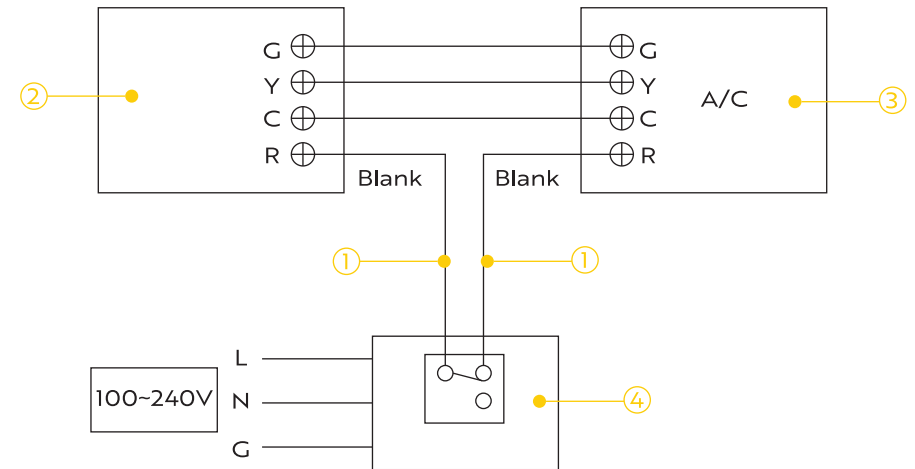 G G
Y Y
② A/C ③
C C
R R
Blank Blank
① ①
L
100~240V N ④
G